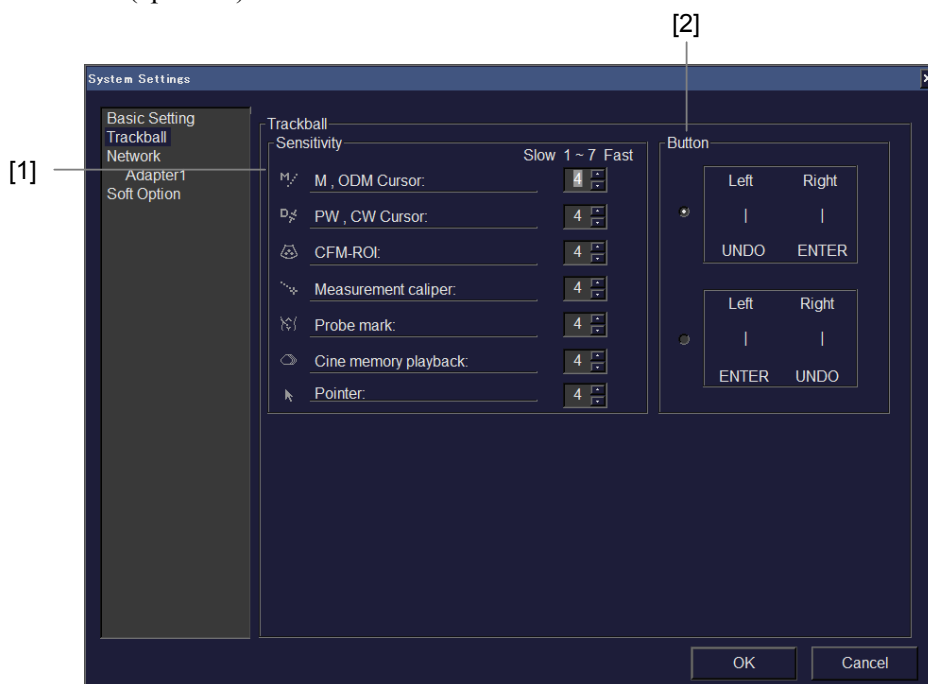 [2]
System Settings
Basic Setting
Trackball
Network
Adapter1
Soft Option
[1]
Trackball
Sensitivity
Slow 1 ~ 7 Fast
M , ODM Cursor: 4
PW , CW Cursor: 4
CFM-ROI: 4
Measurement caliper: 4
Probe mark: 4
Cine memory playback: 4
Pointer: 4
Button
Left Right
UNDO ENTER
Left Right
ENTER UNDO
OK Cancel